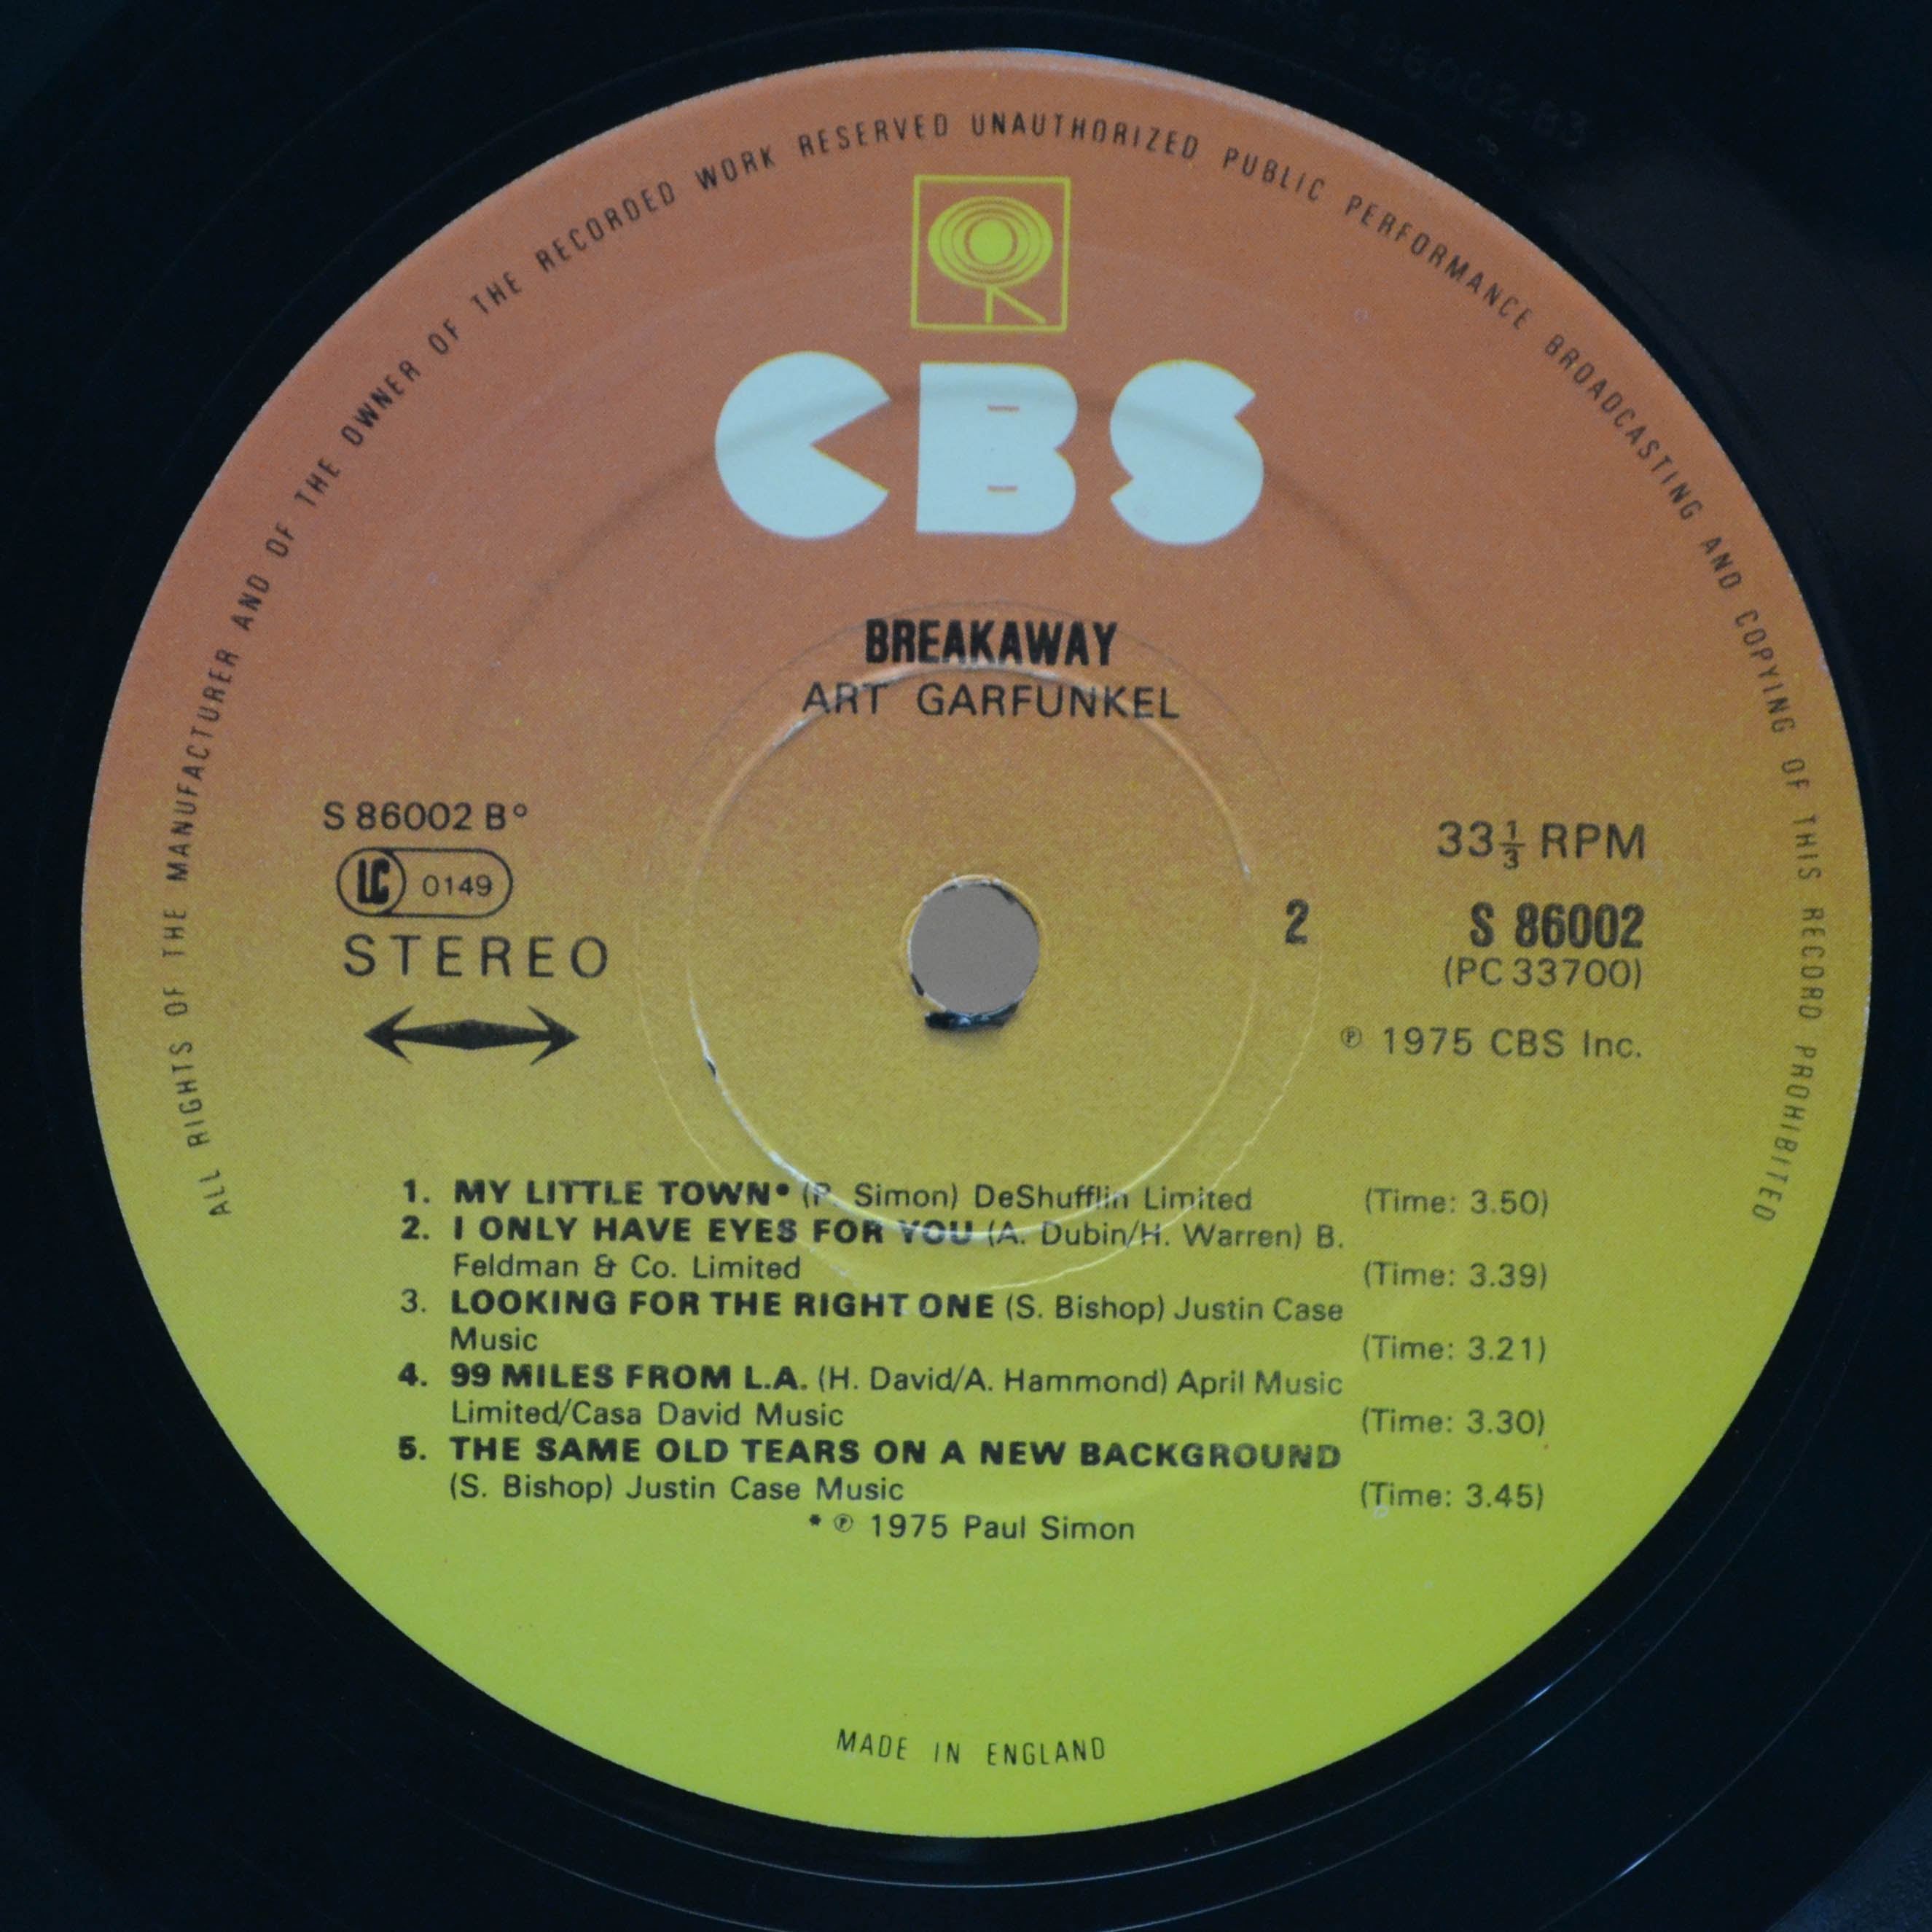 ALL RIGHTS OF THE MANUFACTURER AND OF THE OWNER OF THE RECORDED WORK RESERVED UNAUTHORIZED PUBLIC PERFORMANCE BROADCASTING AND COPYING OF THIS RECORD PROHIBITED
CBS
BREAKAWAY
ART GARFUNKEL
S 86002 B°
LC 0149
STEREO
33⅓ RPM
2
S 86002
(PC 33700)
℗ 1975 CBS Inc.
1. MY LITTLE TOWN• (P. Simon) DeShufflin Limited (Time: 3.50)
2. I ONLY HAVE EYES FOR YOU (A. Dubin/H. Warren) B.
Feldman & Co. Limited (Time: 3.39)
3. LOOKING FOR THE RIGHT ONE (S. Bishop) Justin Case
Music (Time: 3.21)
4. 99 MILES FROM L.A. (H. David/A. Hammond) April Music
Limited/Casa David Music (Time: 3.30)
5. THE SAME OLD TEARS ON A NEW BACKGROUND
(S. Bishop) Justin Case Music (Time: 3.45)
* ℗ 1975 Paul Simon
MADE IN ENGLAND